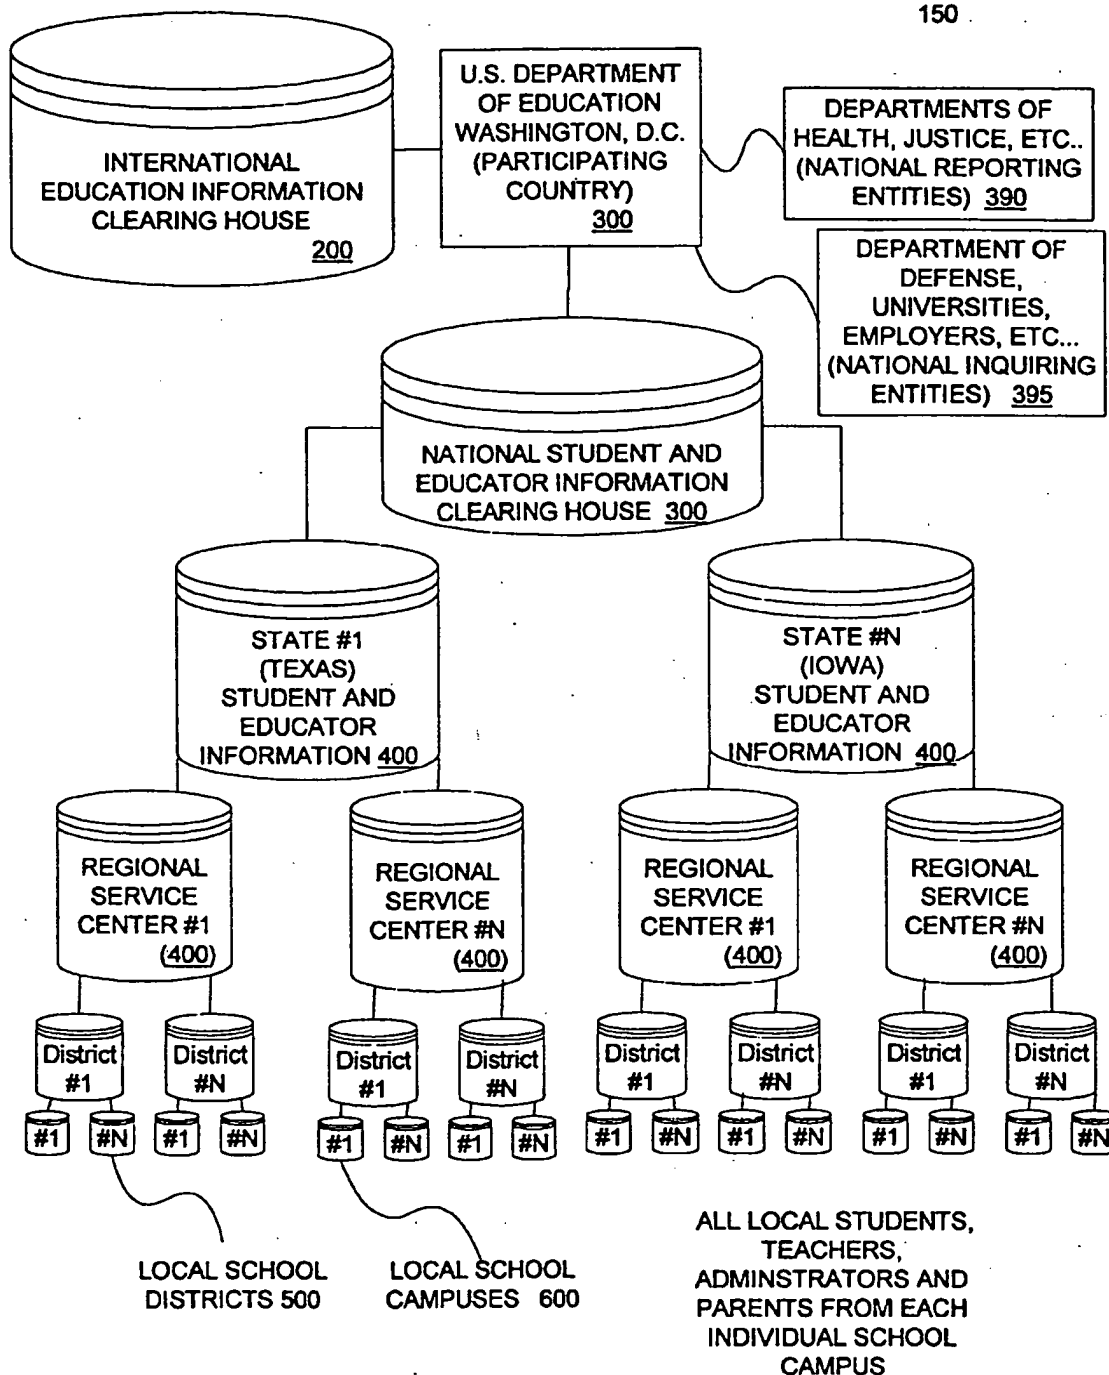 150
INTERNATIONAL
EDUCATION INFORMATION
CLEARING HOUSE
200
U.S. DEPARTMENT
OF EDUCATION
WASHINGTON, D.C.
(PARTICIPATING
COUNTRY)
300
DEPARTMENTS OF
HEALTH, JUSTICE, ETC..
(NATIONAL REPORTING
ENTITIES) 390
DEPARTMENT OF
DEFENSE,
UNIVERSITIES,
EMPLOYERS, ETC...
(NATIONAL INQUIRING
ENTITIES) 395
NATIONAL STUDENT AND
EDUCATOR INFORMATION
CLEARING HOUSE 300
STATE #1
(TEXAS)
STUDENT AND
EDUCATOR
INFORMATION 400
STATE #N
(IOWA)
STUDENT AND
EDUCATOR
INFORMATION 400
REGIONAL
SERVICE
CENTER #1
(400)
REGIONAL
SERVICE
CENTER #N
(400)
REGIONAL
SERVICE
CENTER #1
(400)
REGIONAL
SERVICE
CENTER #N
(400)
District
#1
District
#N
District
#1
District
#N
District
#1
District
#N
District
#1
District
#N
#1 #N #1 #N
#1 #N #1 #N
#1 #N #1 #N
#1 #N #1 #N
LOCAL SCHOOL
DISTRICTS 500
LOCAL SCHOOL
CAMPUSES 600
ALL LOCAL STUDENTS,
TEACHERS,
ADMINSTRATORS AND
PARENTS FROM EACH
INDIVIDUAL SCHOOL
CAMPUS